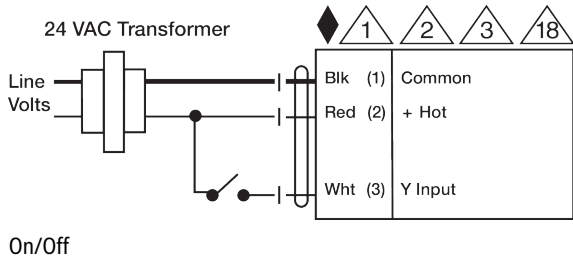 24 VAC Transformer
1 2 3 18
Line
Volts
Blk (1) Common
Red (2) + Hot
Wht (3) Y Input
On/Off